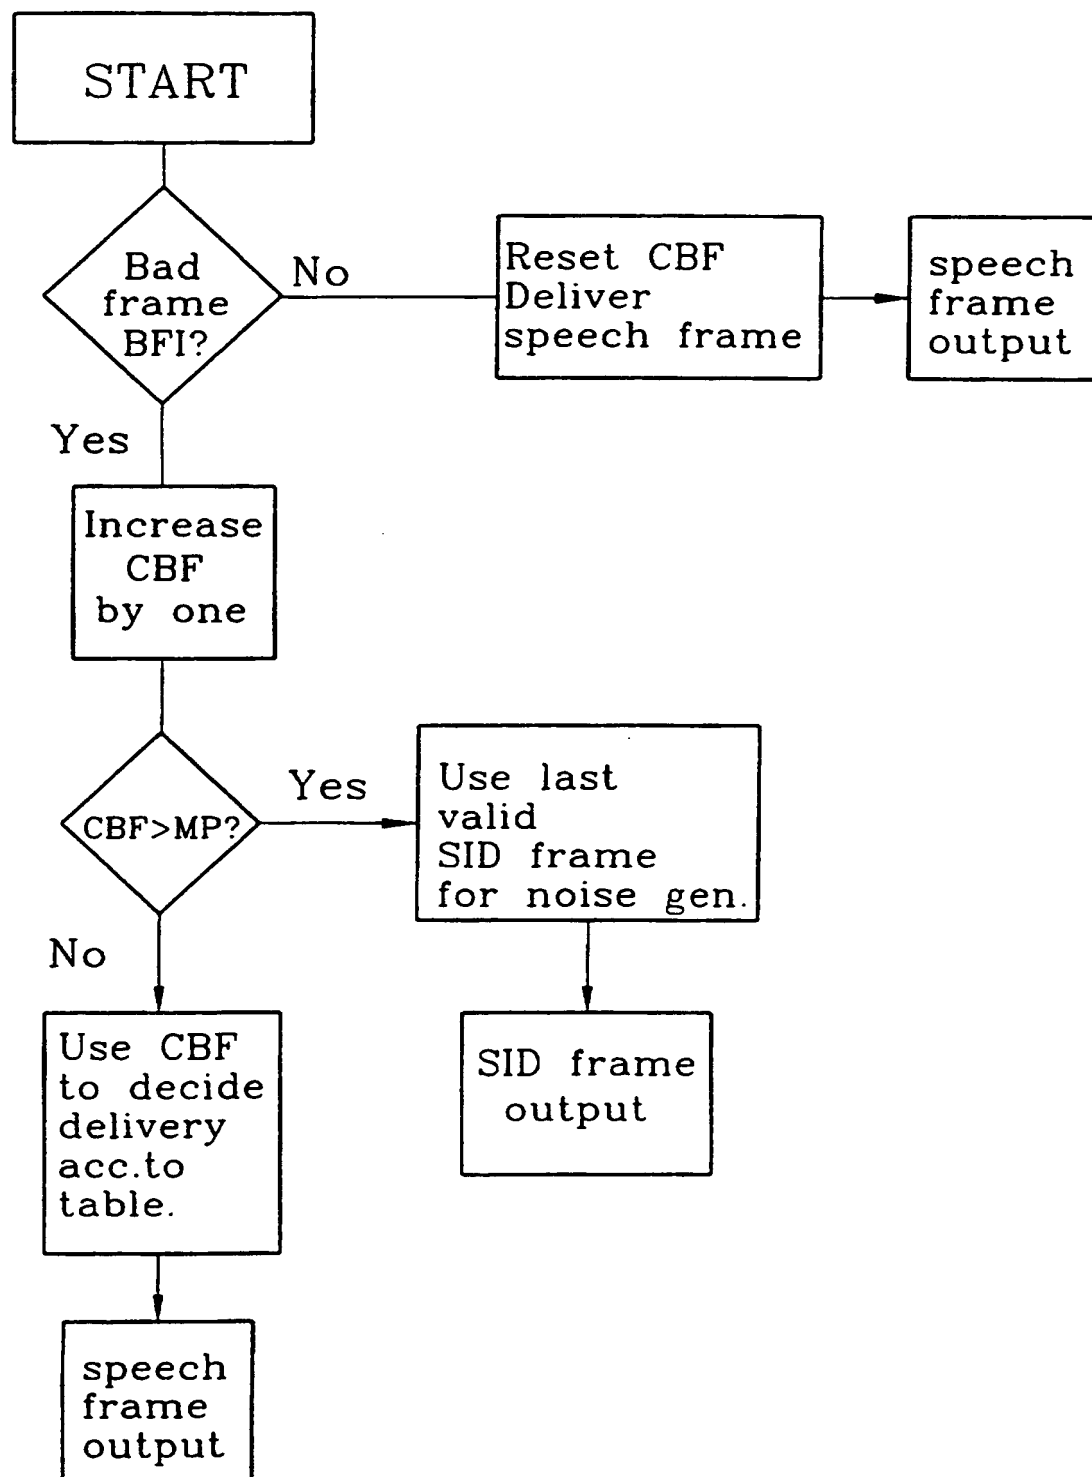 START
Bad
frame
BFI?
No
Reset CBF
Deliver
speech frame
speech
frame
output
Yes
Increase
CBF
by one
CBF>MP?
Yes
Use last
valid
SID frame
for noise gen.
No
SID frame
output
Use CBF
to decide
delivery
acc.to
table.
speech
frame
output